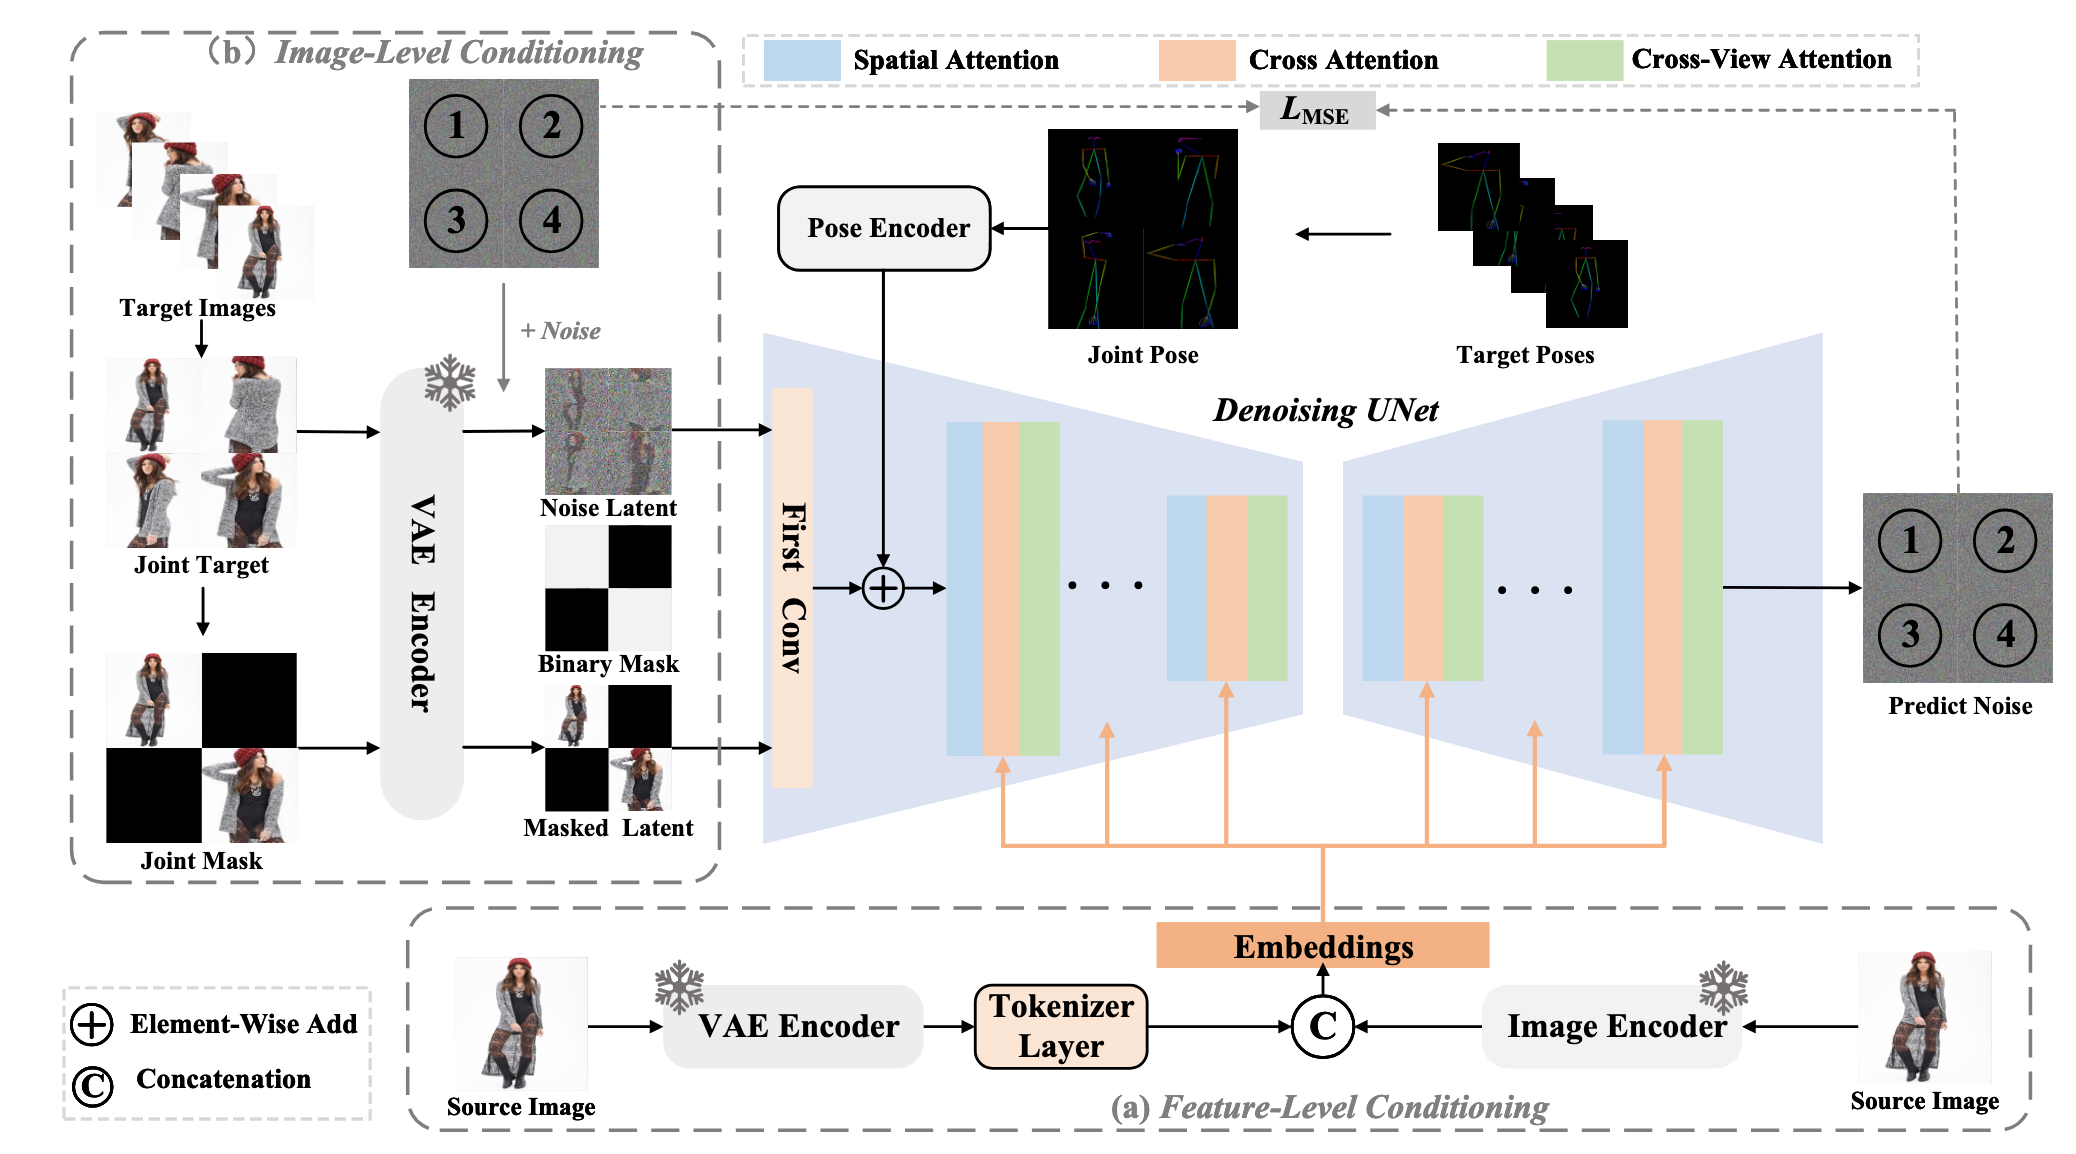 (b) Image-Level Conditioning
Spatial Attention
Cross Attention
Cross-View Attention
1
2
3
4
L MSE
Target Images
+ Noise
Pose Encoder
Joint Pose
Target Poses
Denoising UNet
Joint Target
VAE Encoder
Noise Latent
Binary Mask
Masked Latent
Joint Mask
First Conv
1
2
3
4
Predict Noise
Embeddings
Source Image
VAE Encoder
Tokenizer
Layer
C
Image Encoder
Source Image
(a) Feature-Level Conditioning
Element-Wise Add
C Concatenation